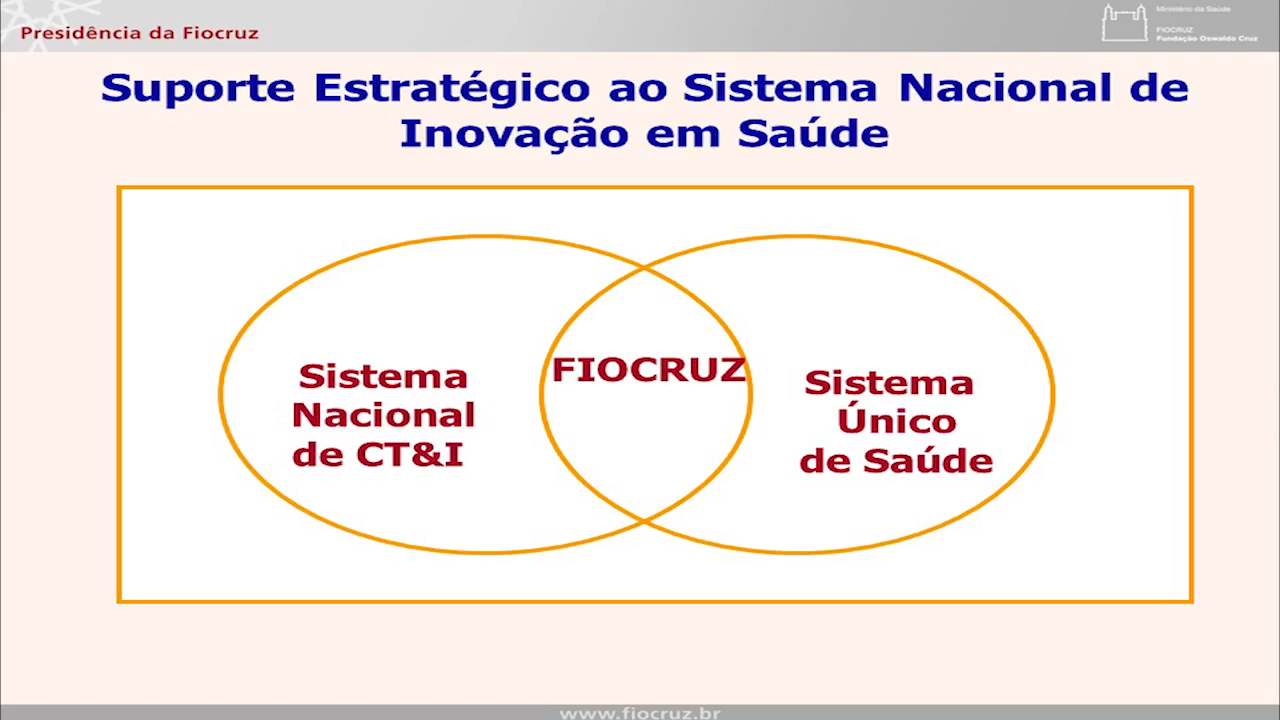 Presidência da Fiocruz
Ministério da Saúde
FIOCRUZ
Fundação Oswaldo Cruz
Suporte Estratégico ao Sistema Nacional de
Inovação em Saúde
Sistema
Nacional
de CT&I
FIOCRUZ
Sistema
Único
de Saúde
www.fiocruz.br